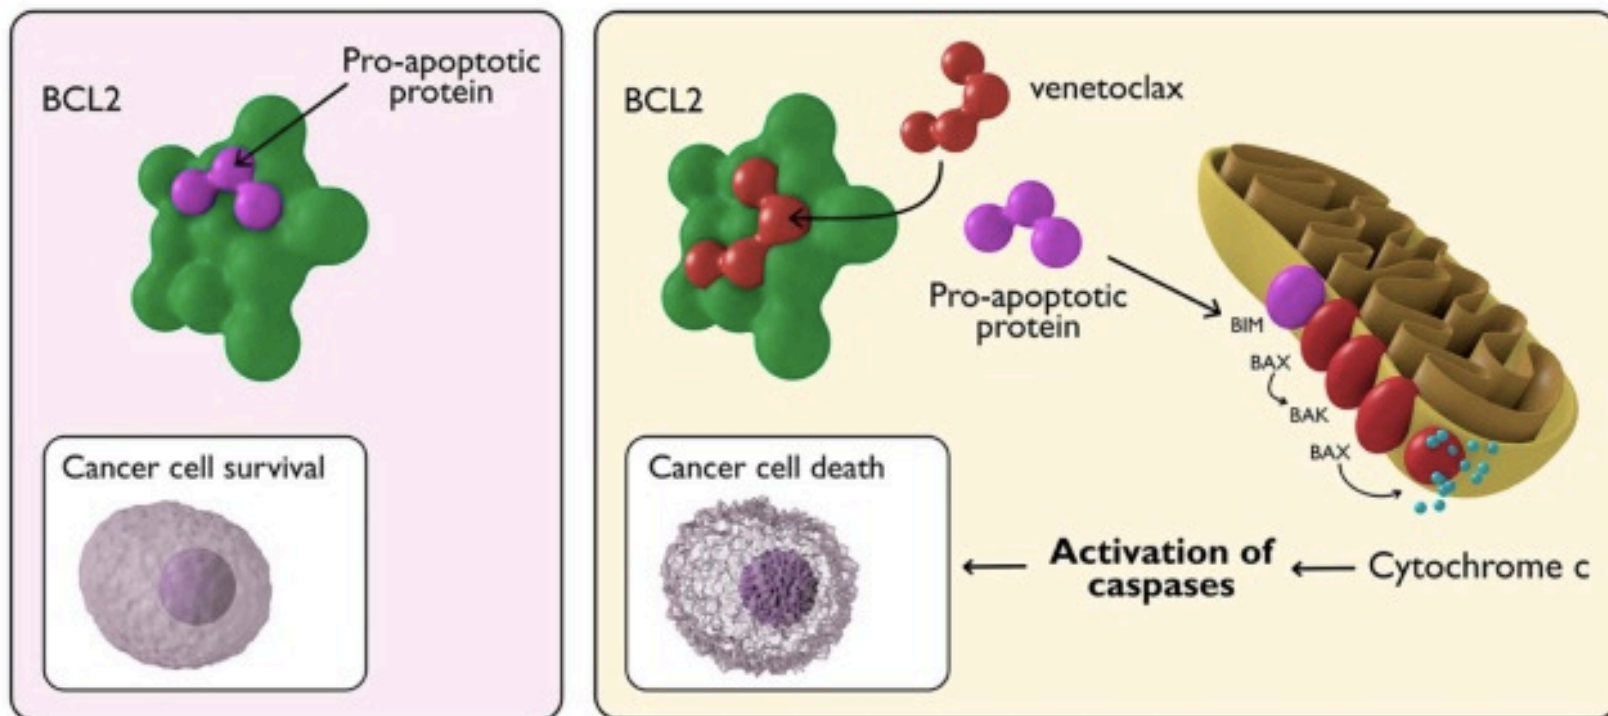 BCL2
Pro-apoptotic
protein
Cancer cell survival
BCL2
venetoclax
Pro-apoptotic
protein
BIM
BAX
BAK
BAX
Cancer cell death
Activation of
caspases
Cytochrome c